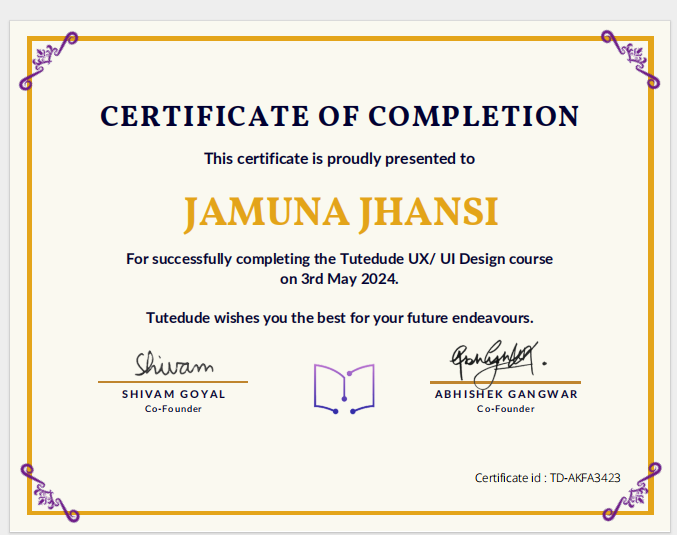 CERTIFICATE OF COMPLETION
This certificate is proudly presented to
JAMUNA JHANSI
For successfully completing the Tutedude UX/ UI Design course
on 3rd May 2024.
Tutedude wishes you the best for your future endeavours.
Shivam
SHIVAM GOYAL
Co-Founder
ABHISHEK GANGWAR
Co-Founder
Certificate id : TD-AKFA3423